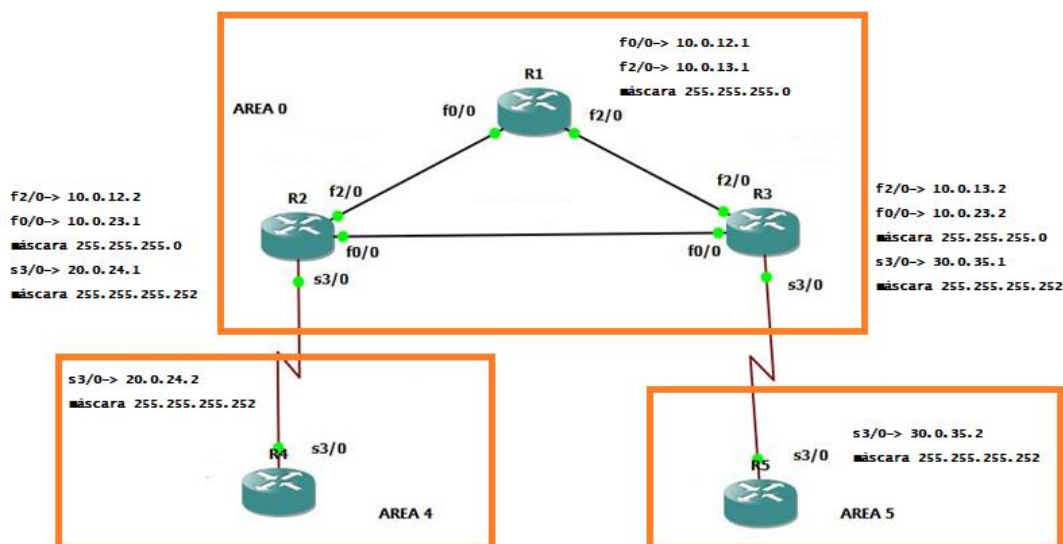 f0/0-> 10.0.12.1
f2/0-> 10.0.13.1
máscara 255.255.255.0
R1
AREA 0
f0/0
f2/0
f2/0-> 10.0.12.2
f0/0-> 10.0.23.1
máscara 255.255.255.0
s3/0-> 20.0.24.1
máscara 255.255.255.252
R2
f2/0
f0/0
s3/0
f2/0
R3
f0/0
s3/0
f2/0-> 10.0.13.2
f0/0-> 10.0.23.2
máscara 255.255.255.0
s3/0-> 30.0.35.1
máscara 255.255.255.252
s3/0-> 20.0.24.2
máscara 255.255.255.252
R4
s3/0
AREA 4
s3/0-> 30.0.35.2
máscara 255.255.255.252
s3/0
R5
AREA 5